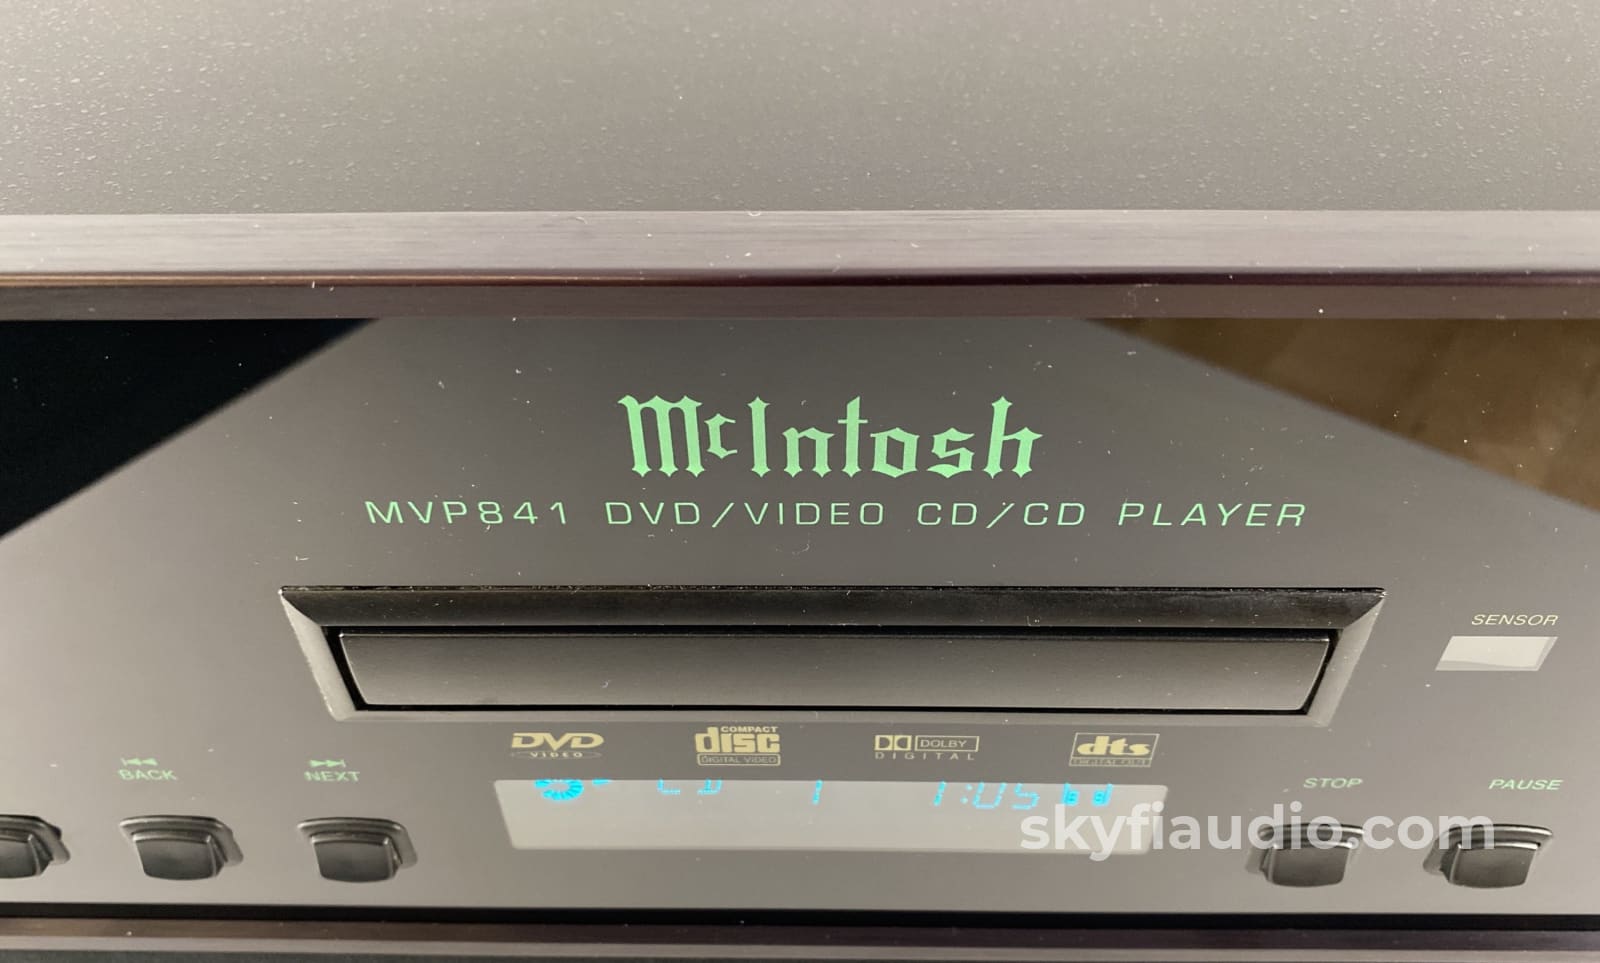 McIntosh
MVP841 DVD/VIDEO CD/CD PLAYER
SENSOR
DVD
VIDEO
COMPACT
disc
DIGITAL VIDEO
DOLBY
DIGITAL
dts
DIGITAL OUT
BACK
NEXT
CD 1 1:05
STOP
PAUSE
skyfiaudio.com